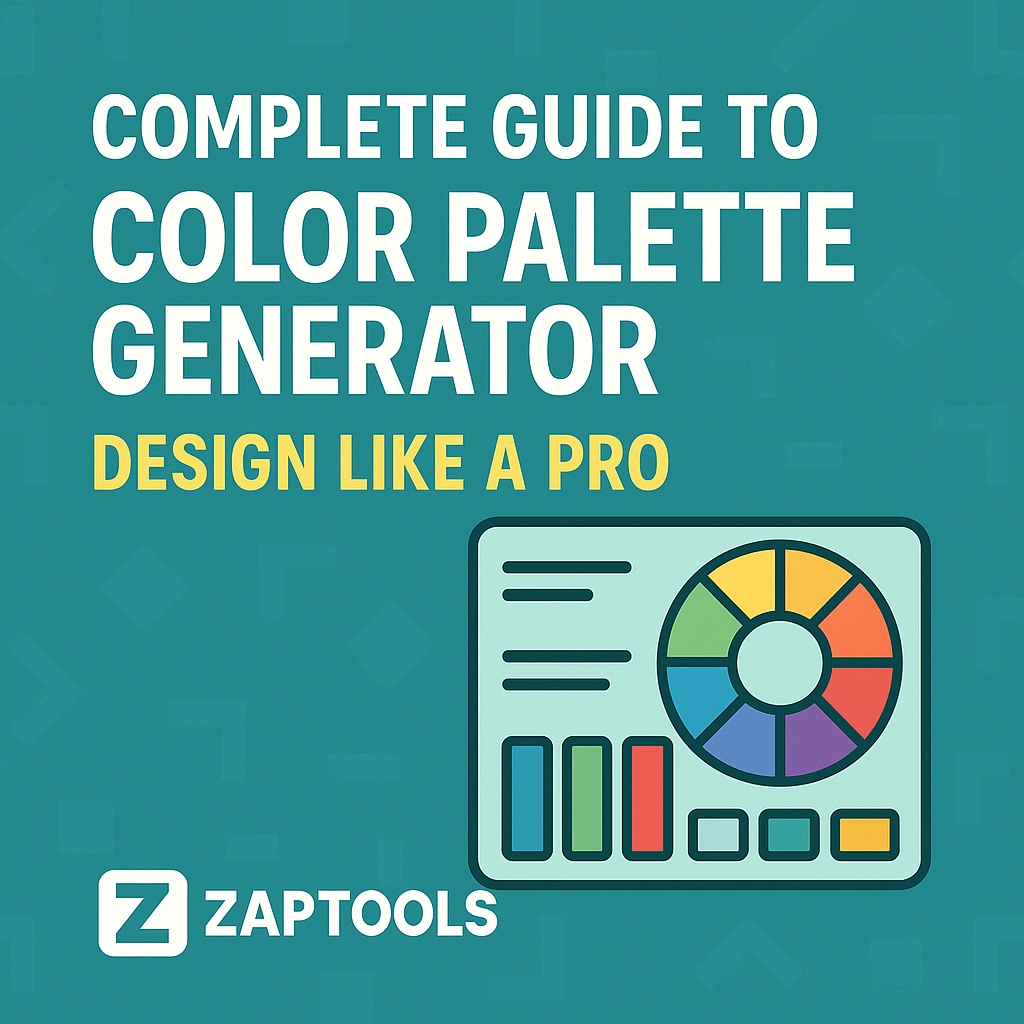 COMPLETE GUIDE TO
COLOR PALETTE
GENERATOR
DESIGN LIKE A PRO
Z ZAPTOOLS